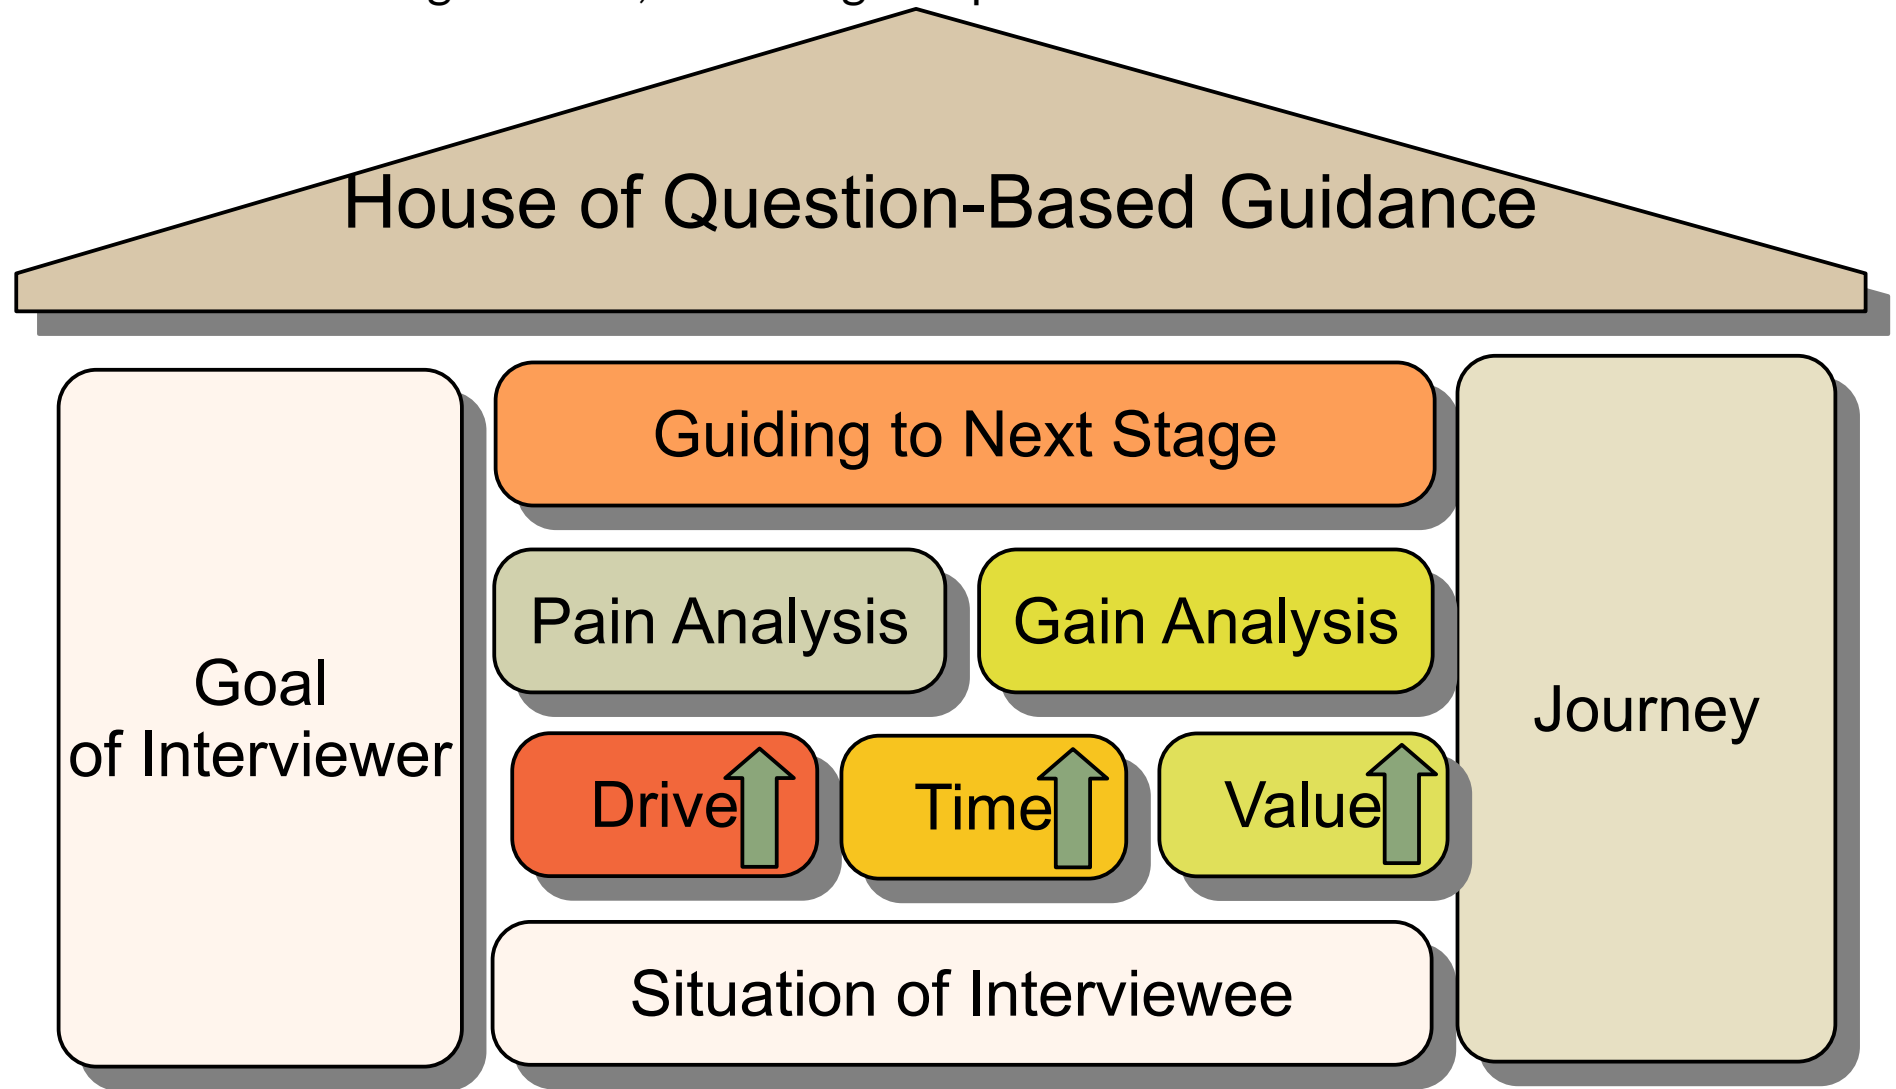 House of Question-Based Guidance
Guiding to Next Stage
Pain Analysis
Gain Analysis
Goal
of Interviewer
Journey
Drive
Time
Value
Situation of Interviewee